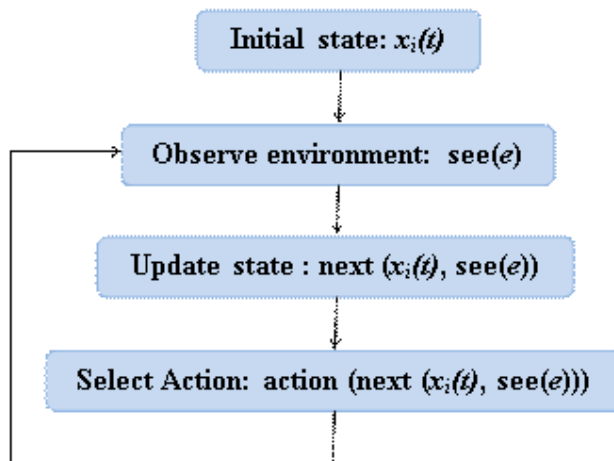 Initial state: xᵢ(t)
Observe environment: see(e)
Update state : next (xᵢ(t), see(e))
Select Action: action (next (xᵢ(t), see(e)))